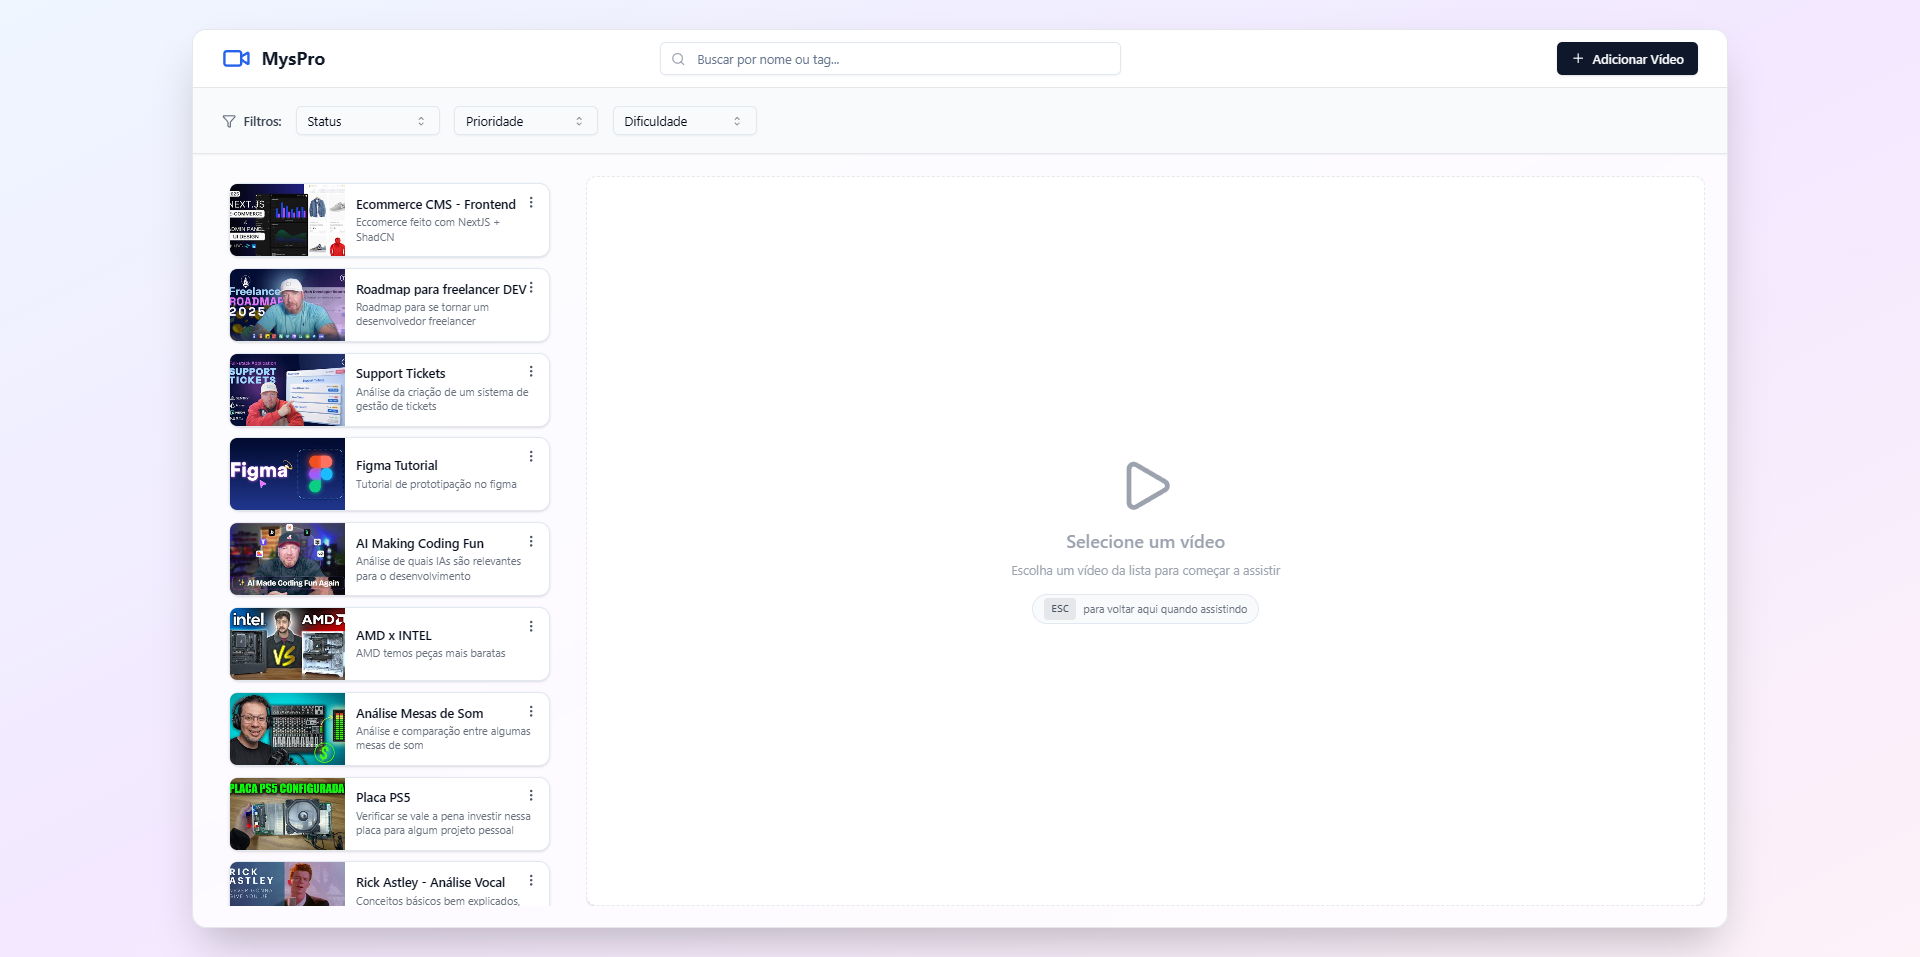 MysPro
Buscar por nome ou tag...
Adicionar Vídeo
Filtros:
Status
Prioridade
Dificuldade
NEXT.JS
E-COMMERCE
ADMIN PANEL
UI DESIGN
Ecommerce CMS - Frontend
Eccomerce feito com NextJS +
ShadCN
Freelance
ROADMAP
2025
Roadmap para freelancer DEV
Roadmap para se tornar um
desenvolvedor freelancer
SUPPORT
TICKETS
Support Tickets
Análise da criação de um sistema de
gestão de tickets
Figma
Figma Tutorial
Tutorial de prototipação no figma
AI Made Coding Fun Again
AI Making Coding Fun
Análise de quais IAs são relevantes
para o desenvolvimento
intel
AMD
VS
AMD x INTEL
AMD temos peças mais baratas
Análise Mesas de Som
Análise e comparação entre algumas
mesas de som
PLACA PS5 CONFIGURADA
Placa PS5
Verificar se vale a pena investir nessa
placa para algum projeto pessoal
RICK
ASTLEY
NEVER GONNA
GIVE YOU UP
Rick Astley - Análise Vocal
Conceitos básicos bem explicados,
Selecione um vídeo
Escolha um vídeo da lista para começar a assistir
ESC para voltar aqui quando assistindo